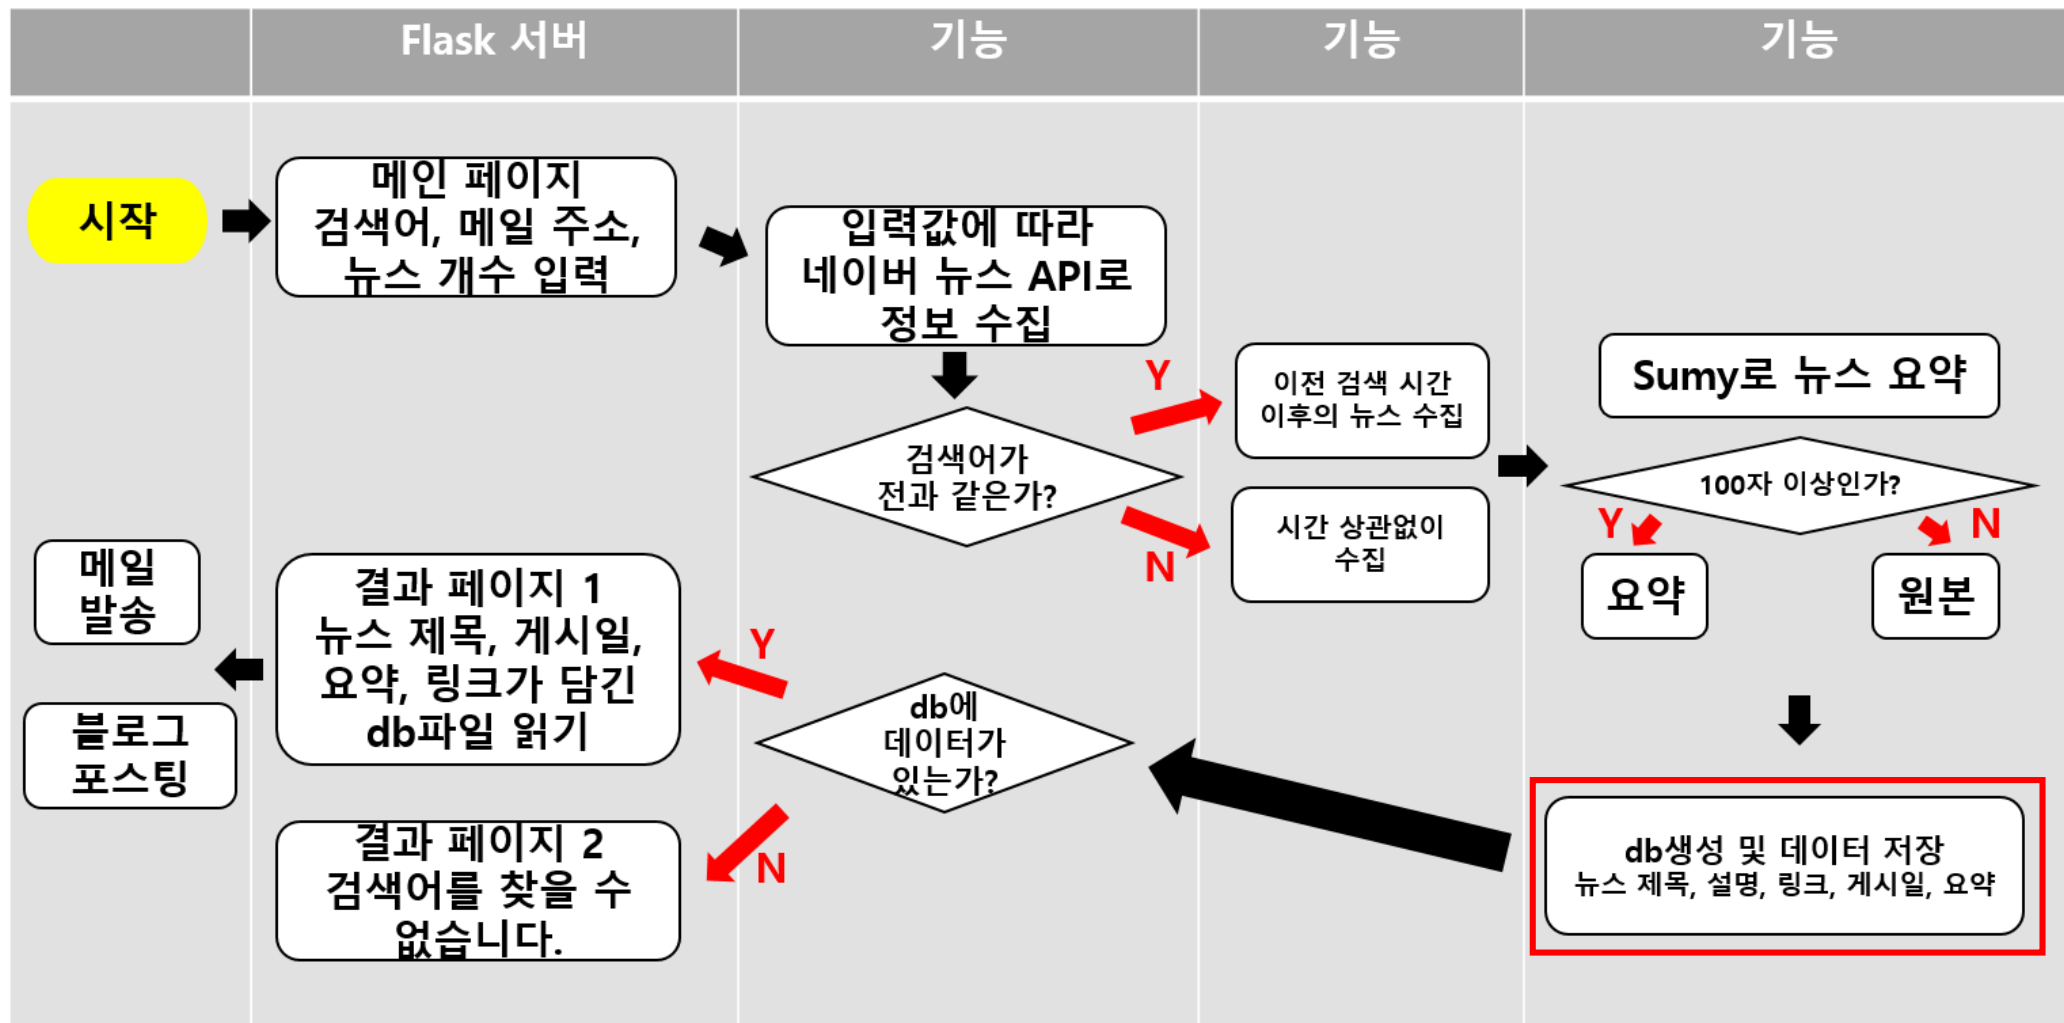 Flask 서버
기능
기능
기능
시작
메인 페이지
검색어, 메일 주소,
뉴스 개수 입력
입력값에 따라
네이버 뉴스 API로
정보 수집
검색어가
전과 같은가?
Y
이전 검색 시간
이후의 뉴스 수집
N
시간 상관없이
수집
Sumy로 뉴스 요약
100자 이상인가?
Y
N
요약
원본
db생성 및 데이터 저장
뉴스 제목, 설명, 링크, 게시일, 요약
db에
데이터가
있는가?
Y
결과 페이지 1
뉴스 제목, 게시일,
요약, 링크가 담긴
db파일 읽기
N
결과 페이지 2
검색어를 찾을 수
없습니다.
메일
발송
블로그
포스팅